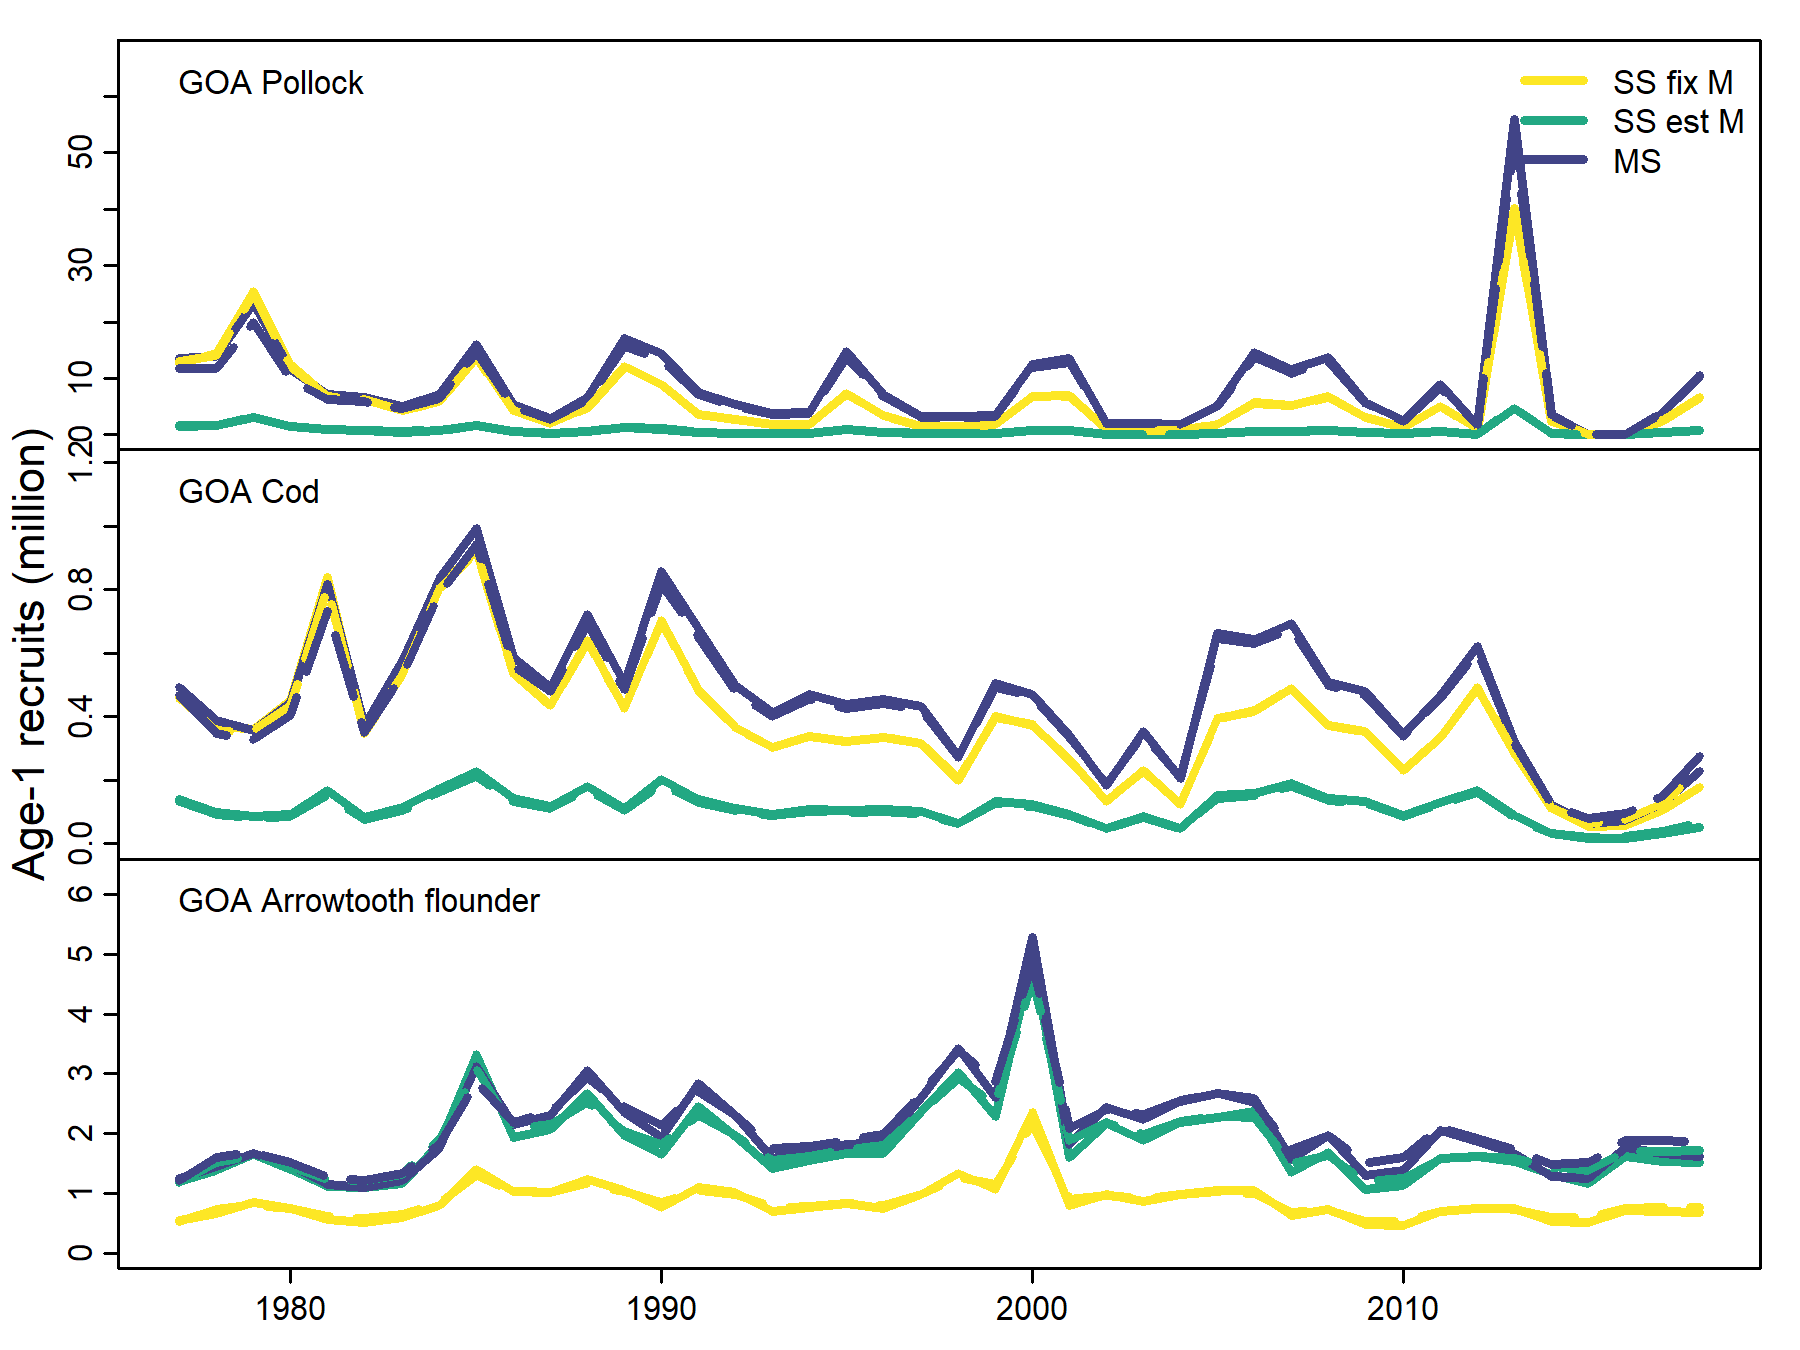 GOA Pollock
SS fix M
SS est M
MS
50
30
10
Age-1 recruits (million)
GOA Cod
1.20
0.8
0.4
0.0
GOA Arrowtooth flounder
6
5
4
3
2
1
0
1980 1990 2000 2010